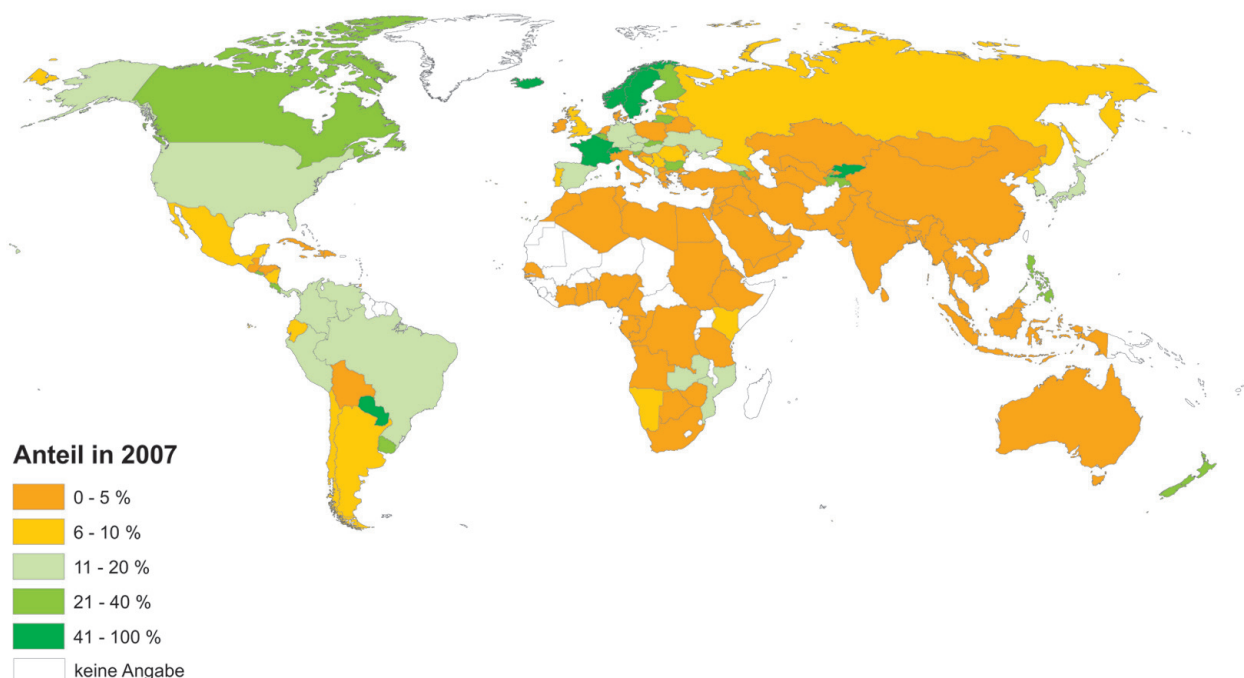 Anteil in 2007
0 - 5 %
6 - 10 %
11 - 20 %
21 - 40 %
41 - 100 %
keine Angabe